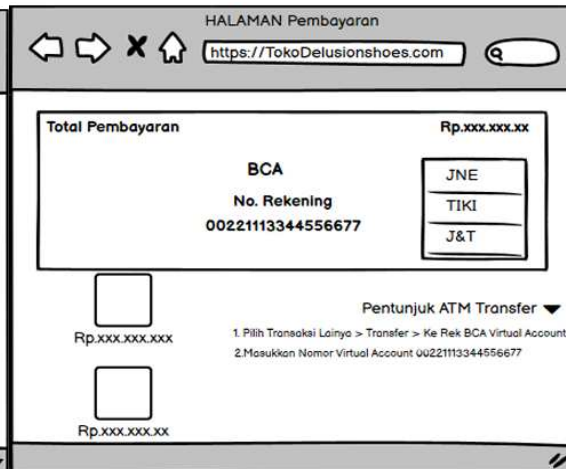 HALAMAN Pembayaran
https://TokoDelusionshoes.com
Total Pembayaran Rp.xxx.xxx.xx
BCA
No. Rekening
00221113344556677
JNE
TIKI
J&T
Rp.xxx.xxx.xxx
Rp.xxx.xxx.xx
Pentunjuk ATM Transfer
1. Pilih Transaksi Lainya > Transfer > Ke Rek BCA Virtual Account
2.Masukkan Nomor Virtual Account 00221113344556677